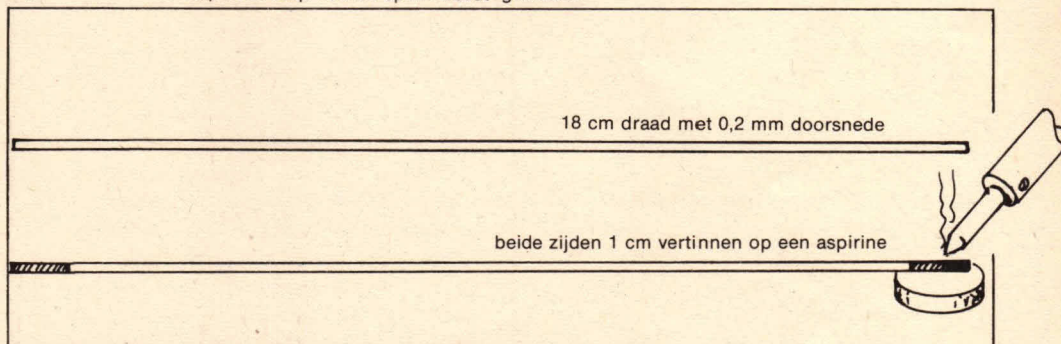 18 cm draad met 0,2 mm doorsnede
beide zijden 1 cm vertinnen op een aspirine